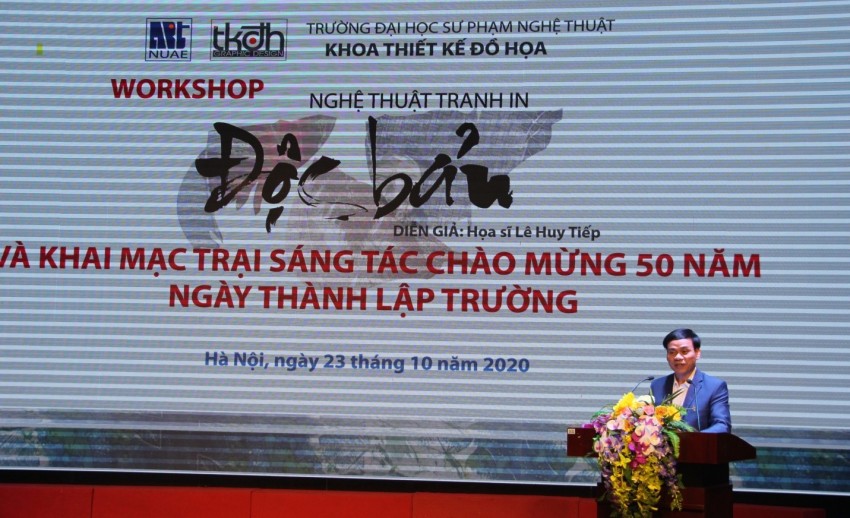 Art
NUAE
tkdh
GRAPHIC DESIGN
TRƯỜNG ĐẠI HỌC SƯ PHẠM NGHỆ THUẬT
KHOA THIẾT KẾ ĐỒ HỌA
WORKSHOP
NGHỆ THUẬT TRANH IN
Độc bản
DIỄN GIẢ: Họa sĩ Lê Huy Tiếp
VÀ KHAI MẠC TRẠI SÁNG TÁC CHÀO MỪNG 50 NĂM
NGÀY THÀNH LẬP TRƯỜNG
Hà Nội, ngày 23 tháng 10 năm 2020